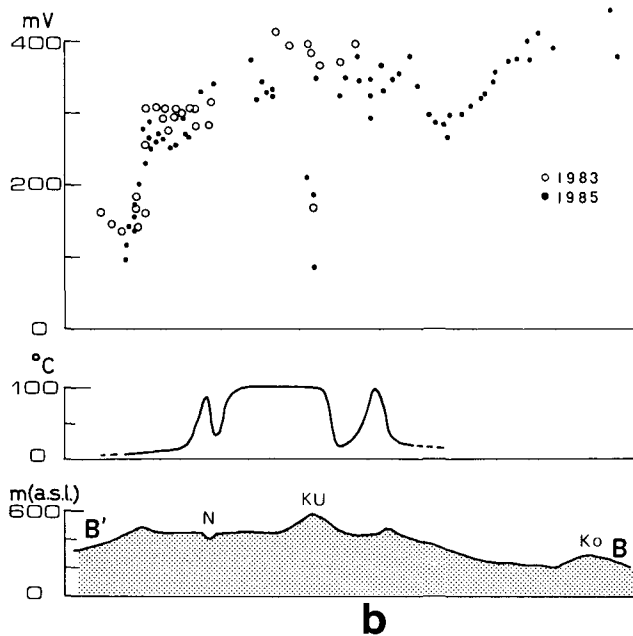 mV
400
200
0
○ 1983
● 1985
°C
100
0
m(a.s.l.)
600
0
B'
N
KU
Ko
B
b